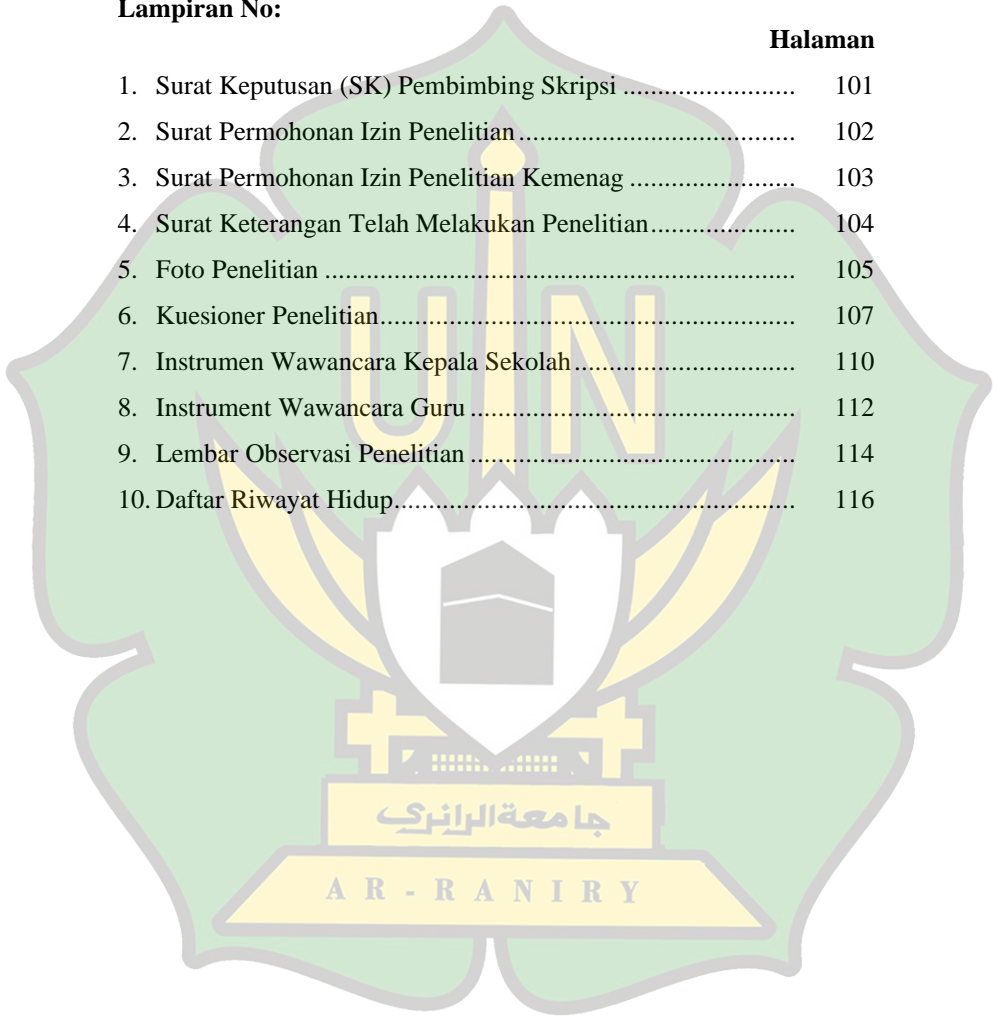 Lampiran No:
Halaman
1. Surat Keputusan (SK) Pembimbing Skripsi ........................ 101
2. Surat Permohonan Izin Penelitian ........................................ 102
3. Surat Permohonan Izin Penelitian Kemenag ........................ 103
4. Surat Keterangan Telah Melakukan Penelitian ..................... 104
5. Foto Penelitian ..................................................................... 105
6. Kuesioner Penelitian ............................................................. 107
7. Instrumen Wawancara Kepala Sekolah ................................ 110
8. Instrument Wawancara Guru ................................................ 112
9. Lembar Observasi Penelitian ................................................ 114
10. Daftar Riwayat Hidup ........................................................... 116
UIN
جامعة الرانري
AR-RANIRY